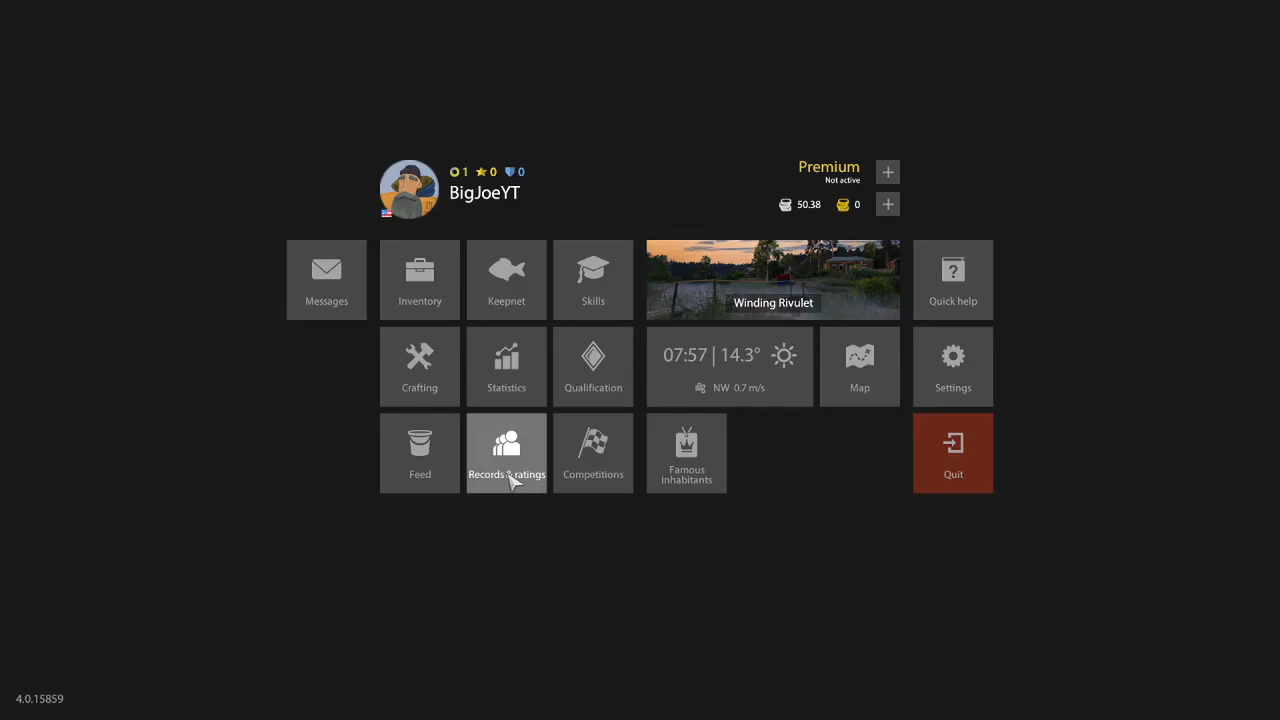 1 0 0
BigJoeYT
Premium
Not active
50.38 0
Messages
Inventory
Keepnet
Skills
Winding Rivulet
Quick help
Crafting
Statistics
Qualification
07:57 | 14.3°
NW 0.7 m/s
Map
Settings
Feed
Records & ratings
Competitions
Famous
inhabitants
Quit
4.0.15859